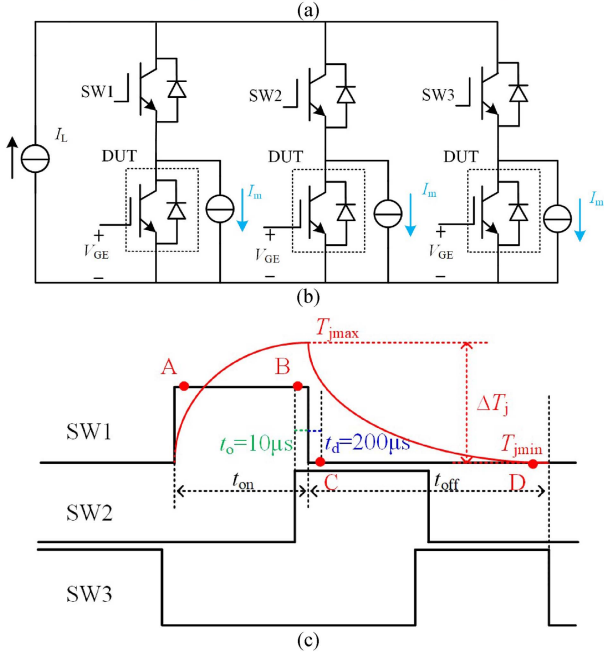 (a)
SW1
SW2
SW3
I_L
DUT
DUT
DUT
I_m
I_m
I_m
+
V_GE
−
+
V_GE
−
+
V_GE
−
(b)
T_jmax
A
B
ΔT_j
SW1
t_o=10μs
t_d=200μs
T_jmin
t_on
C
t_off
D
SW2
SW3
(c)